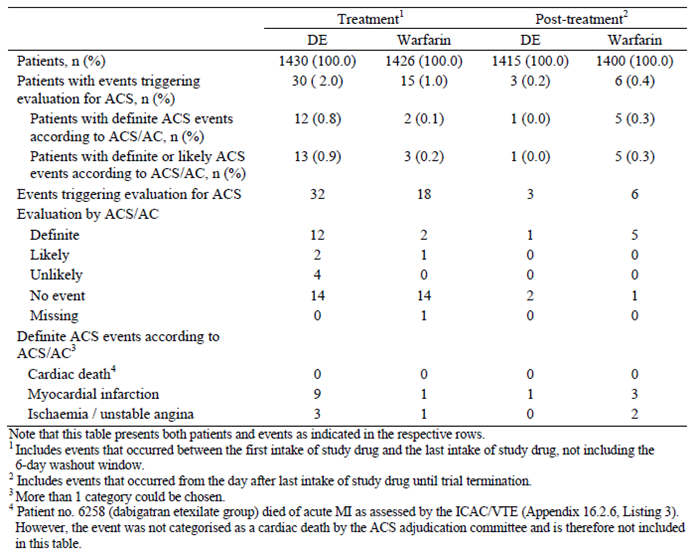 Treatment1 Post-treatment2
DE Warfarin DE Warfarin
Patients, n (%) 1430 (100.0) 1426 (100.0) 1415 (100.0) 1400 (100.0)
Patients with events triggering 30 ( 2.0) 15 (1.0) 3 (0.2) 6 (0.4)
evaluation for ACS, n (%)
Patients with definite ACS events 12 (0.8) 2 (0.1) 1 (0.0) 5 (0.3)
according to ACS/AC, n (%)
Patients with definite or likely ACS 13 (0.9) 3 (0.2) 1 (0.0) 5 (0.3)
events according to ACS/AC, n (%)
Events triggering evaluation for ACS 32 18 3 6
Evaluation by ACS/AC
Definite 12 2 1 5
Likely 2 1 0 0
Unlikely 4 0 0 0
No event 14 14 2 1
Missing 0 1 0 0
Definite ACS events according to
ACS/AC3
Cardiac death4 0 0 0 0
Myocardial infarction 9 1 1 3
Ischaemia / unstable angina 3 1 0 2
Note that this table presents both patients and events as indicated in the respective rows.
1 Includes events that occurred between the first intake of study drug and the last intake of study drug, not including the
6-day washout window.
2 Includes events that occurred from the day after last intake of study drug until trial termination.
3 More than 1 category could be chosen.
4 Patient no. 6258 (dabigatran etexilate group) died of acute MI as assessed by the ICAC/VTE (Appendix 16.2.6, Listing 3).
However, the event was not categorised as a cardiac death by the ACS adjudication committee and is therefore not included
in this table.